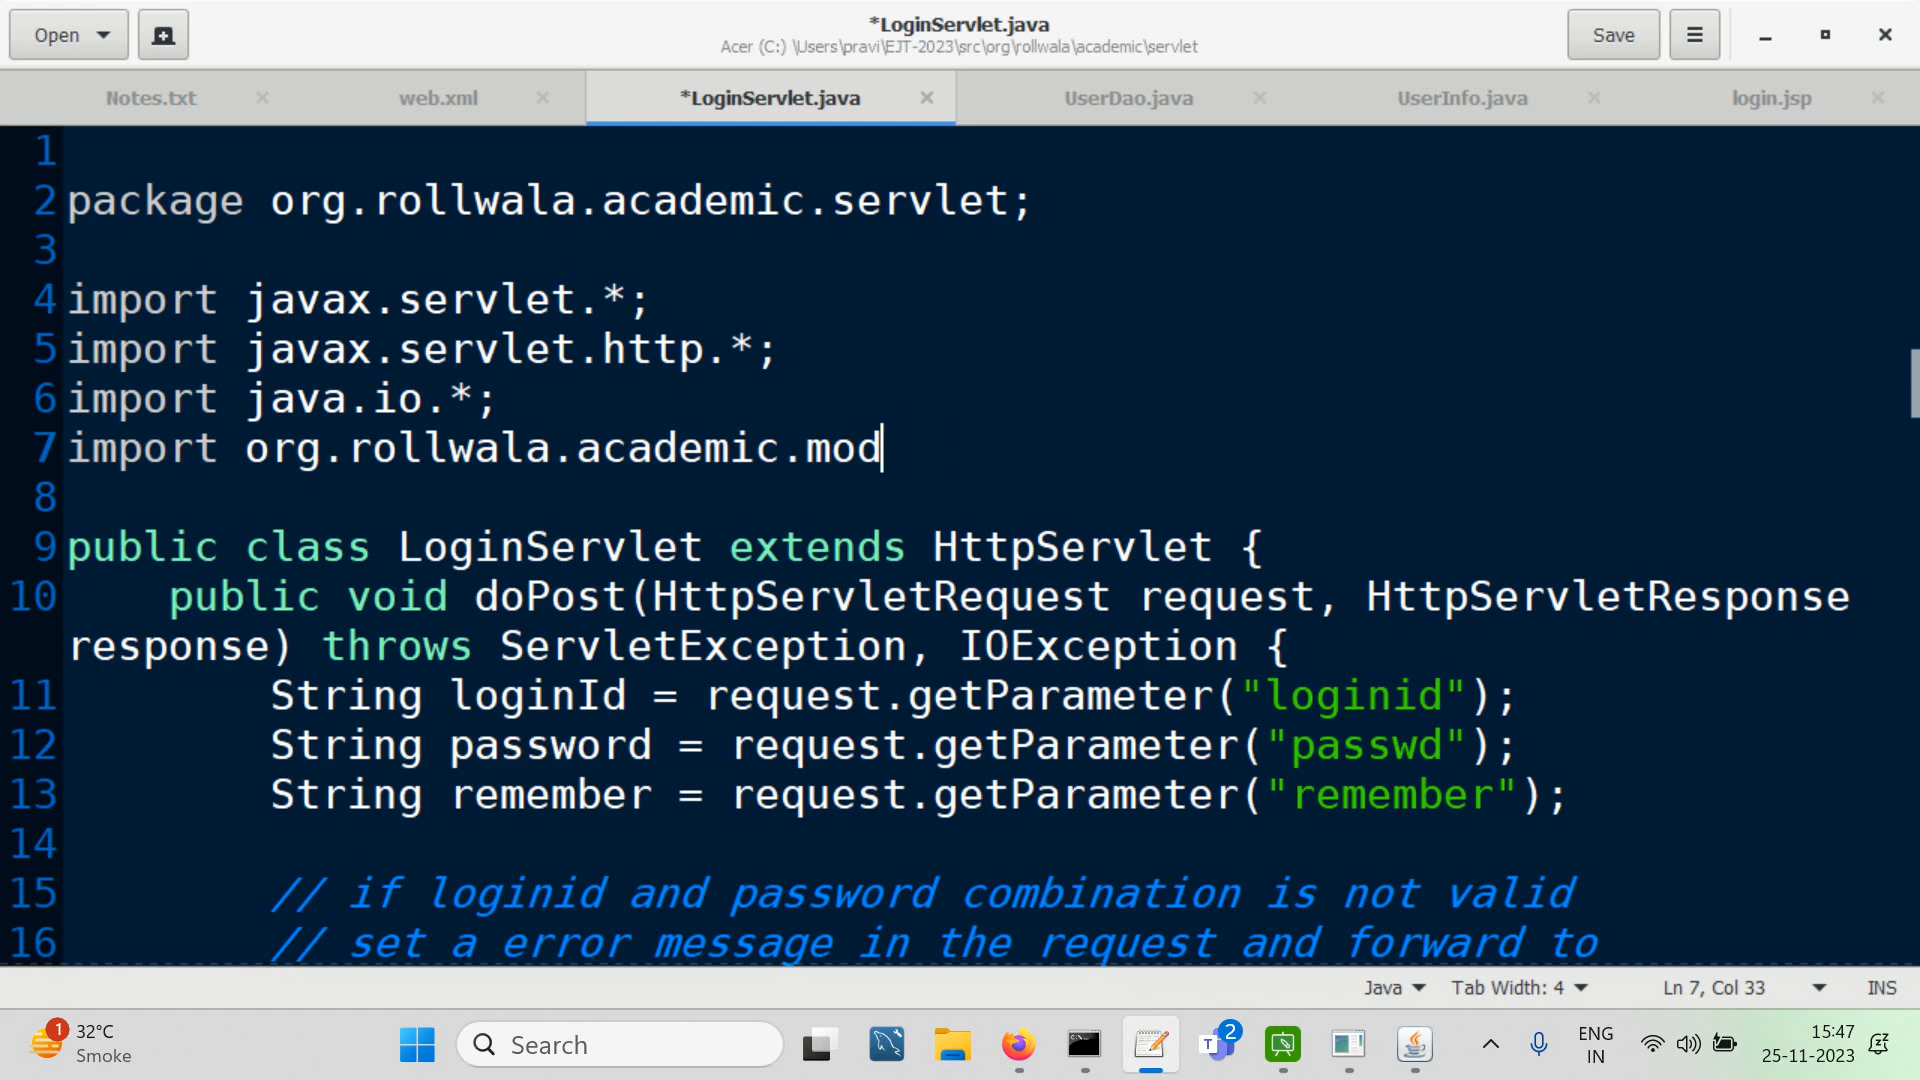 Open
*LoginServlet.java
Acer (C:) \Users\pravi\EJT-2023\src\org\rollwala\academic\servlet
Save
Notes.txt
web.xml
*LoginServlet.java
UserDao.java
UserInfo.java
login.jsp
1
2 package org.rollwala.academic.servlet;
3
4 import javax.servlet.*;
5 import javax.servlet.http.*;
6 import java.io.*;
7 import org.rollwala.academic.mod
8
9 public class LoginServlet extends HttpServlet {
10     public void doPost(HttpServletRequest request, HttpServletResponse
response) throws ServletException, IOException {
11         String loginId = request.getParameter("loginid");
12         String password = request.getParameter("passwd");
13         String remember = request.getParameter("remember");
14
15         // if loginid and password combination is not valid
16         // set a error message in the request and forward to
Java
Tab Width: 4
Ln 7, Col 33
INS
1
32°C
Smoke
Search
T
2
ENG
IN
15:47
25-11-2023